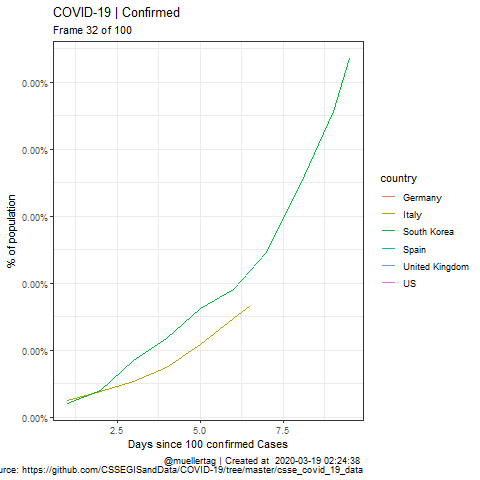 COVID-19 | Confirmed
Frame 32 of 100
0.00%
0.00%
0.00%
0.00%
0.00%
0.00%
% of population
2.5
5.0
7.5
Days since 100 confirmed Cases
country
Germany
Italy
South Korea
Spain
United Kingdom
US
@muellertag | Created at 2020-03-19 02:24:38
urce: https://github.com/CSSEGISandData/COVID-19/tree/master/csse_covid_19_data